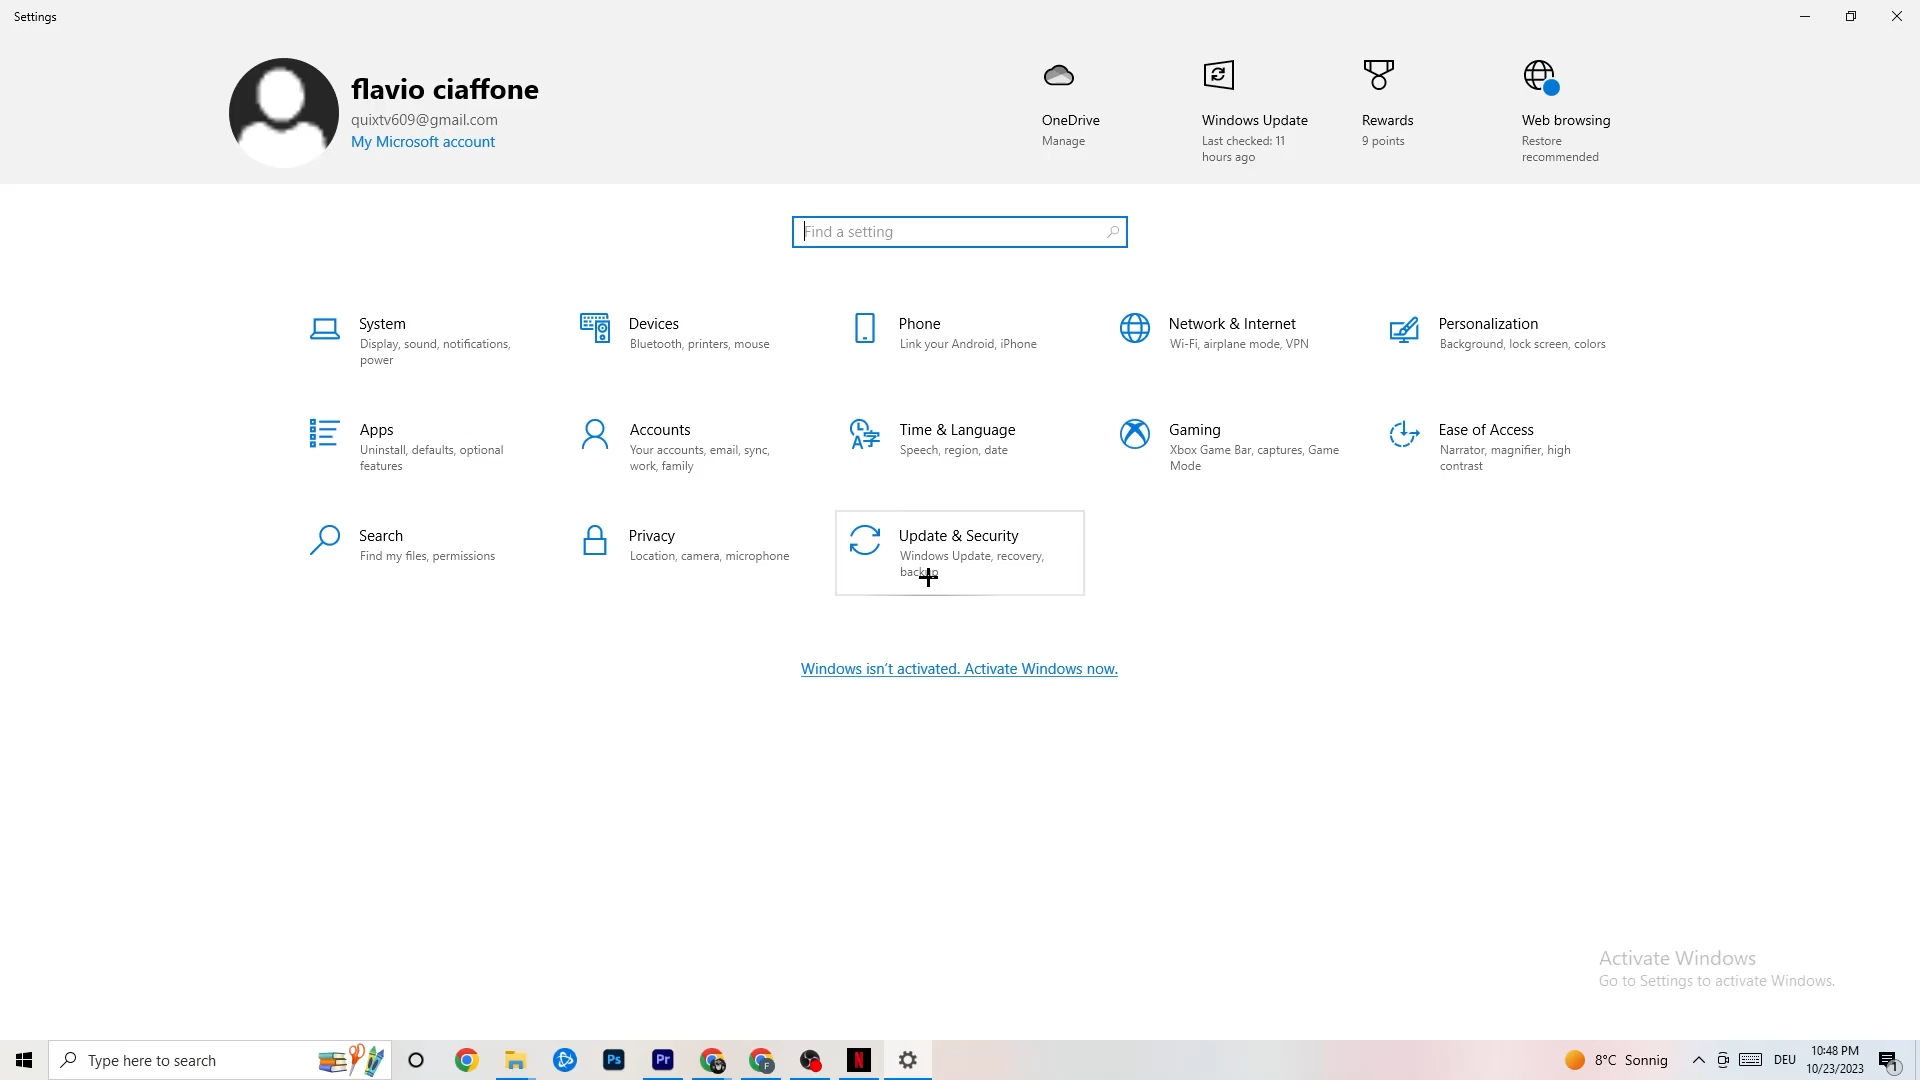 Settings
flavio ciaffone
quixtv609@gmail.com
My Microsoft account
OneDrive
Manage
Windows Update
Last checked: 11
hours ago
Rewards
9 points
Web browsing
Restore
recommended
Find a setting
System
Display, sound, notifications,
power
Devices
Bluetooth, printers, mouse
Phone
Link your Android, iPhone
Network & Internet
Wi-Fi, airplane mode, VPN
Personalization
Background, lock screen, colors
Apps
Uninstall, defaults, optional
features
Accounts
Your accounts, email, sync,
work, family
Time & Language
Speech, region, date
Gaming
Xbox Game Bar, captures, Game
Mode
Ease of Access
Narrator, magnifier, high
contrast
Search
Find my files, permissions
Privacy
Location, camera, microphone
Update & Security
Windows Update, recovery,
backup
Windows isn't activated. Activate Windows now.
Activate Windows
Go to Settings to activate Windows.
Type here to search
Ps
Pr
F
N
8°C Sonnig
DEU
10:48 PM
10/23/2023
1